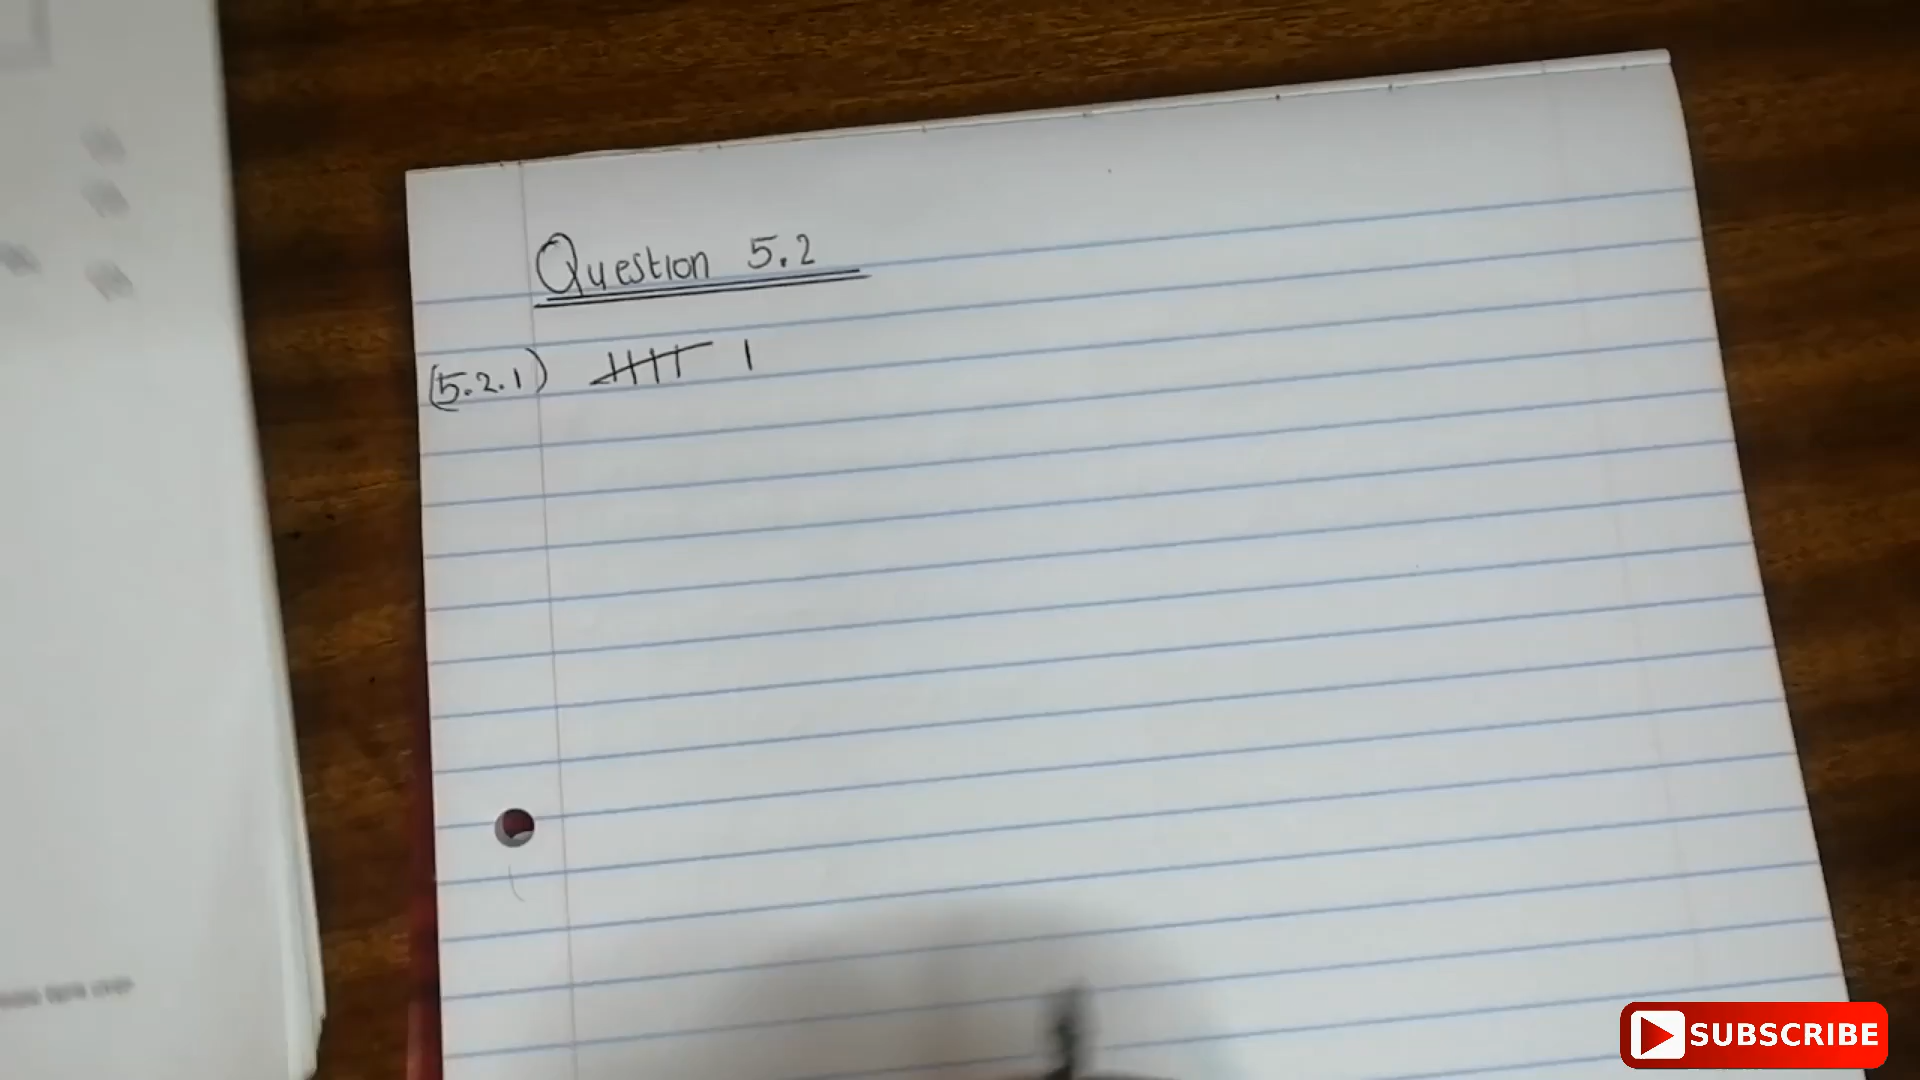 Question 5.2
(5.2.1) 𝍸 I
SUBSCRIBE